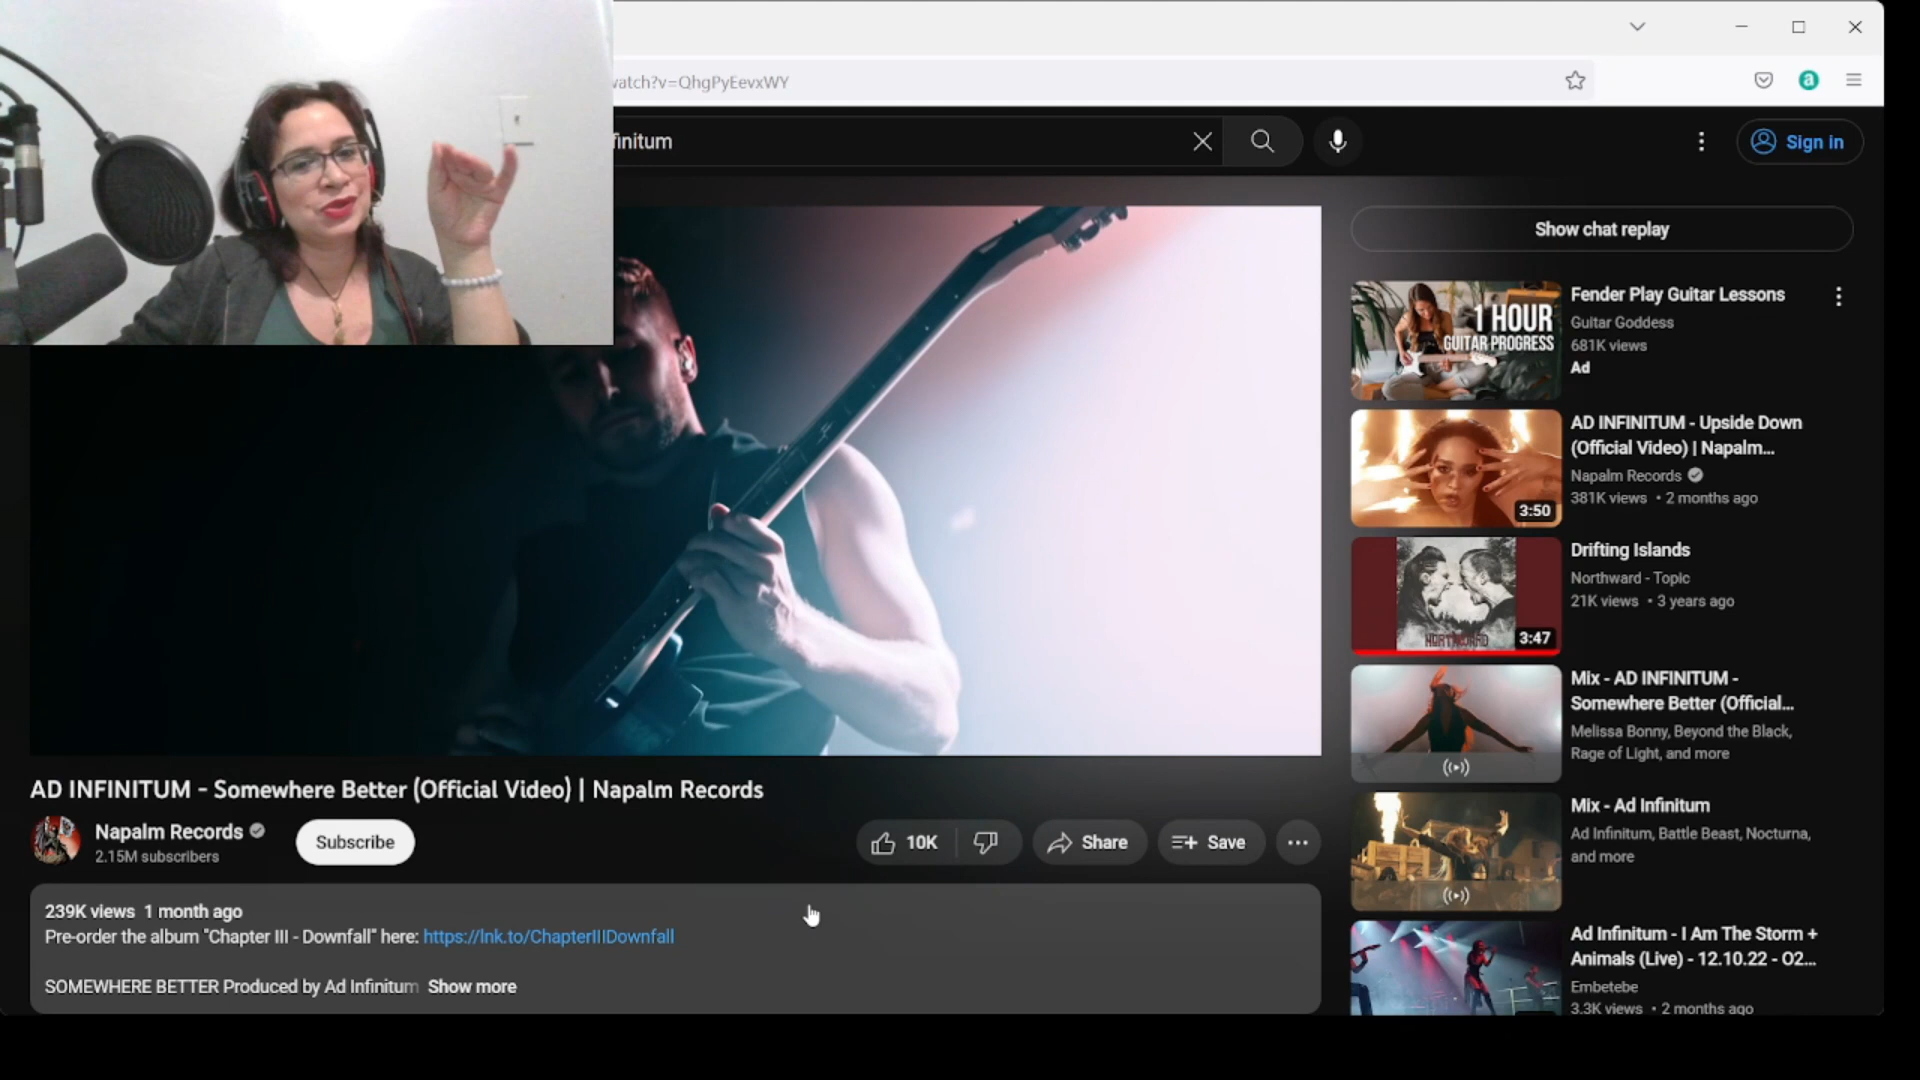 watch?v=QhgPyEevxWY
finitum
Sign in
Show chat replay
1 HOUR
GUITAR PROGRESS
Fender Play Guitar Lessons
Guitar Goddess
681K views
Ad
3:50
AD INFINITUM - Upside Down
(Official Video) | Napalm...
Napalm Records
381K views • 2 months ago
NORTHWARD
3:47
Drifting Islands
Northward - Topic
21K views • 3 years ago
Mix - AD INFINITUM -
Somewhere Better (Official...
Melissa Bonny, Beyond the Black,
Rage of Light, and more
Mix - Ad Infinitum
Ad Infinitum, Battle Beast, Nocturna,
and more
Ad Infinitum - I Am The Storm +
Animals (Live) - 12.10.22 - O2...
Embetebe
3.3K views • 2 months ago
AD INFINITUM - Somewhere Better (Official Video) | Napalm Records
Napalm Records
2.15M subscribers
Subscribe
10K
Share
Save
239K views 1 month ago
Pre-order the album "Chapter III - Downfall" here: https://lnk.to/ChapterIIIDownfall
SOMEWHERE BETTER Produced by Ad Infinitum Show more